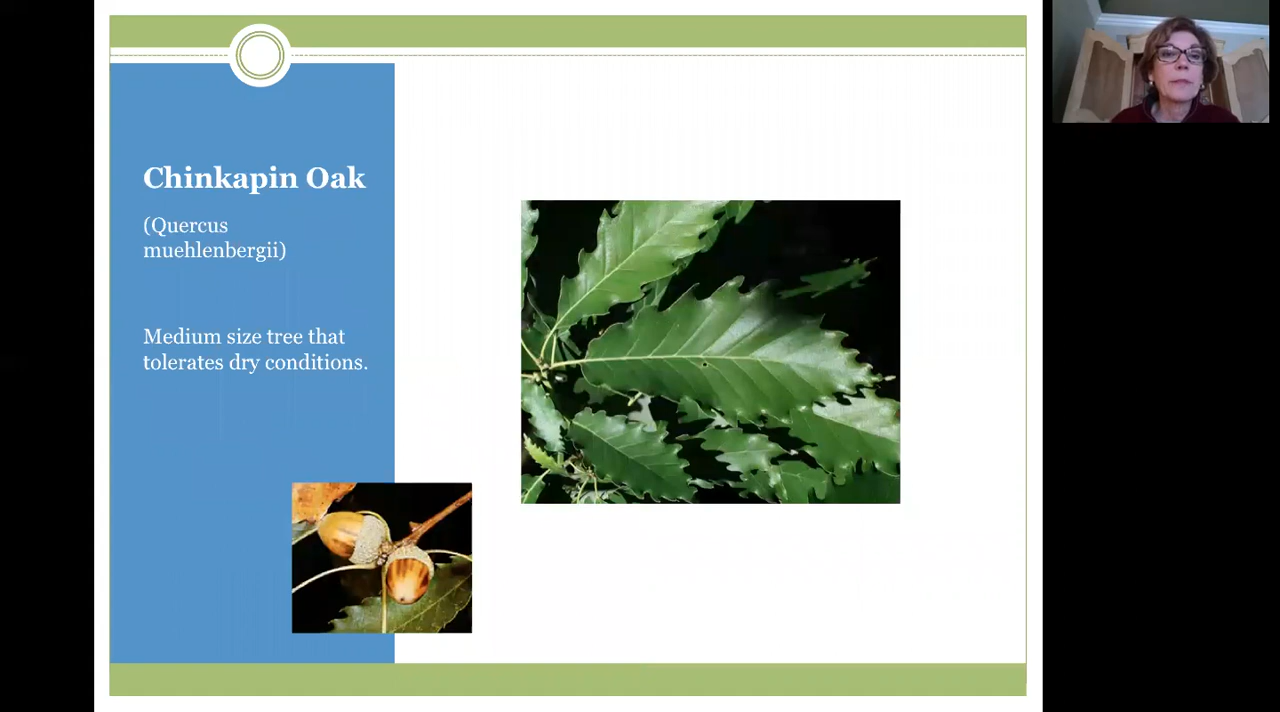 Chinkapin Oak
(Quercus
muehlenbergii)
Medium size tree that
tolerates dry conditions.